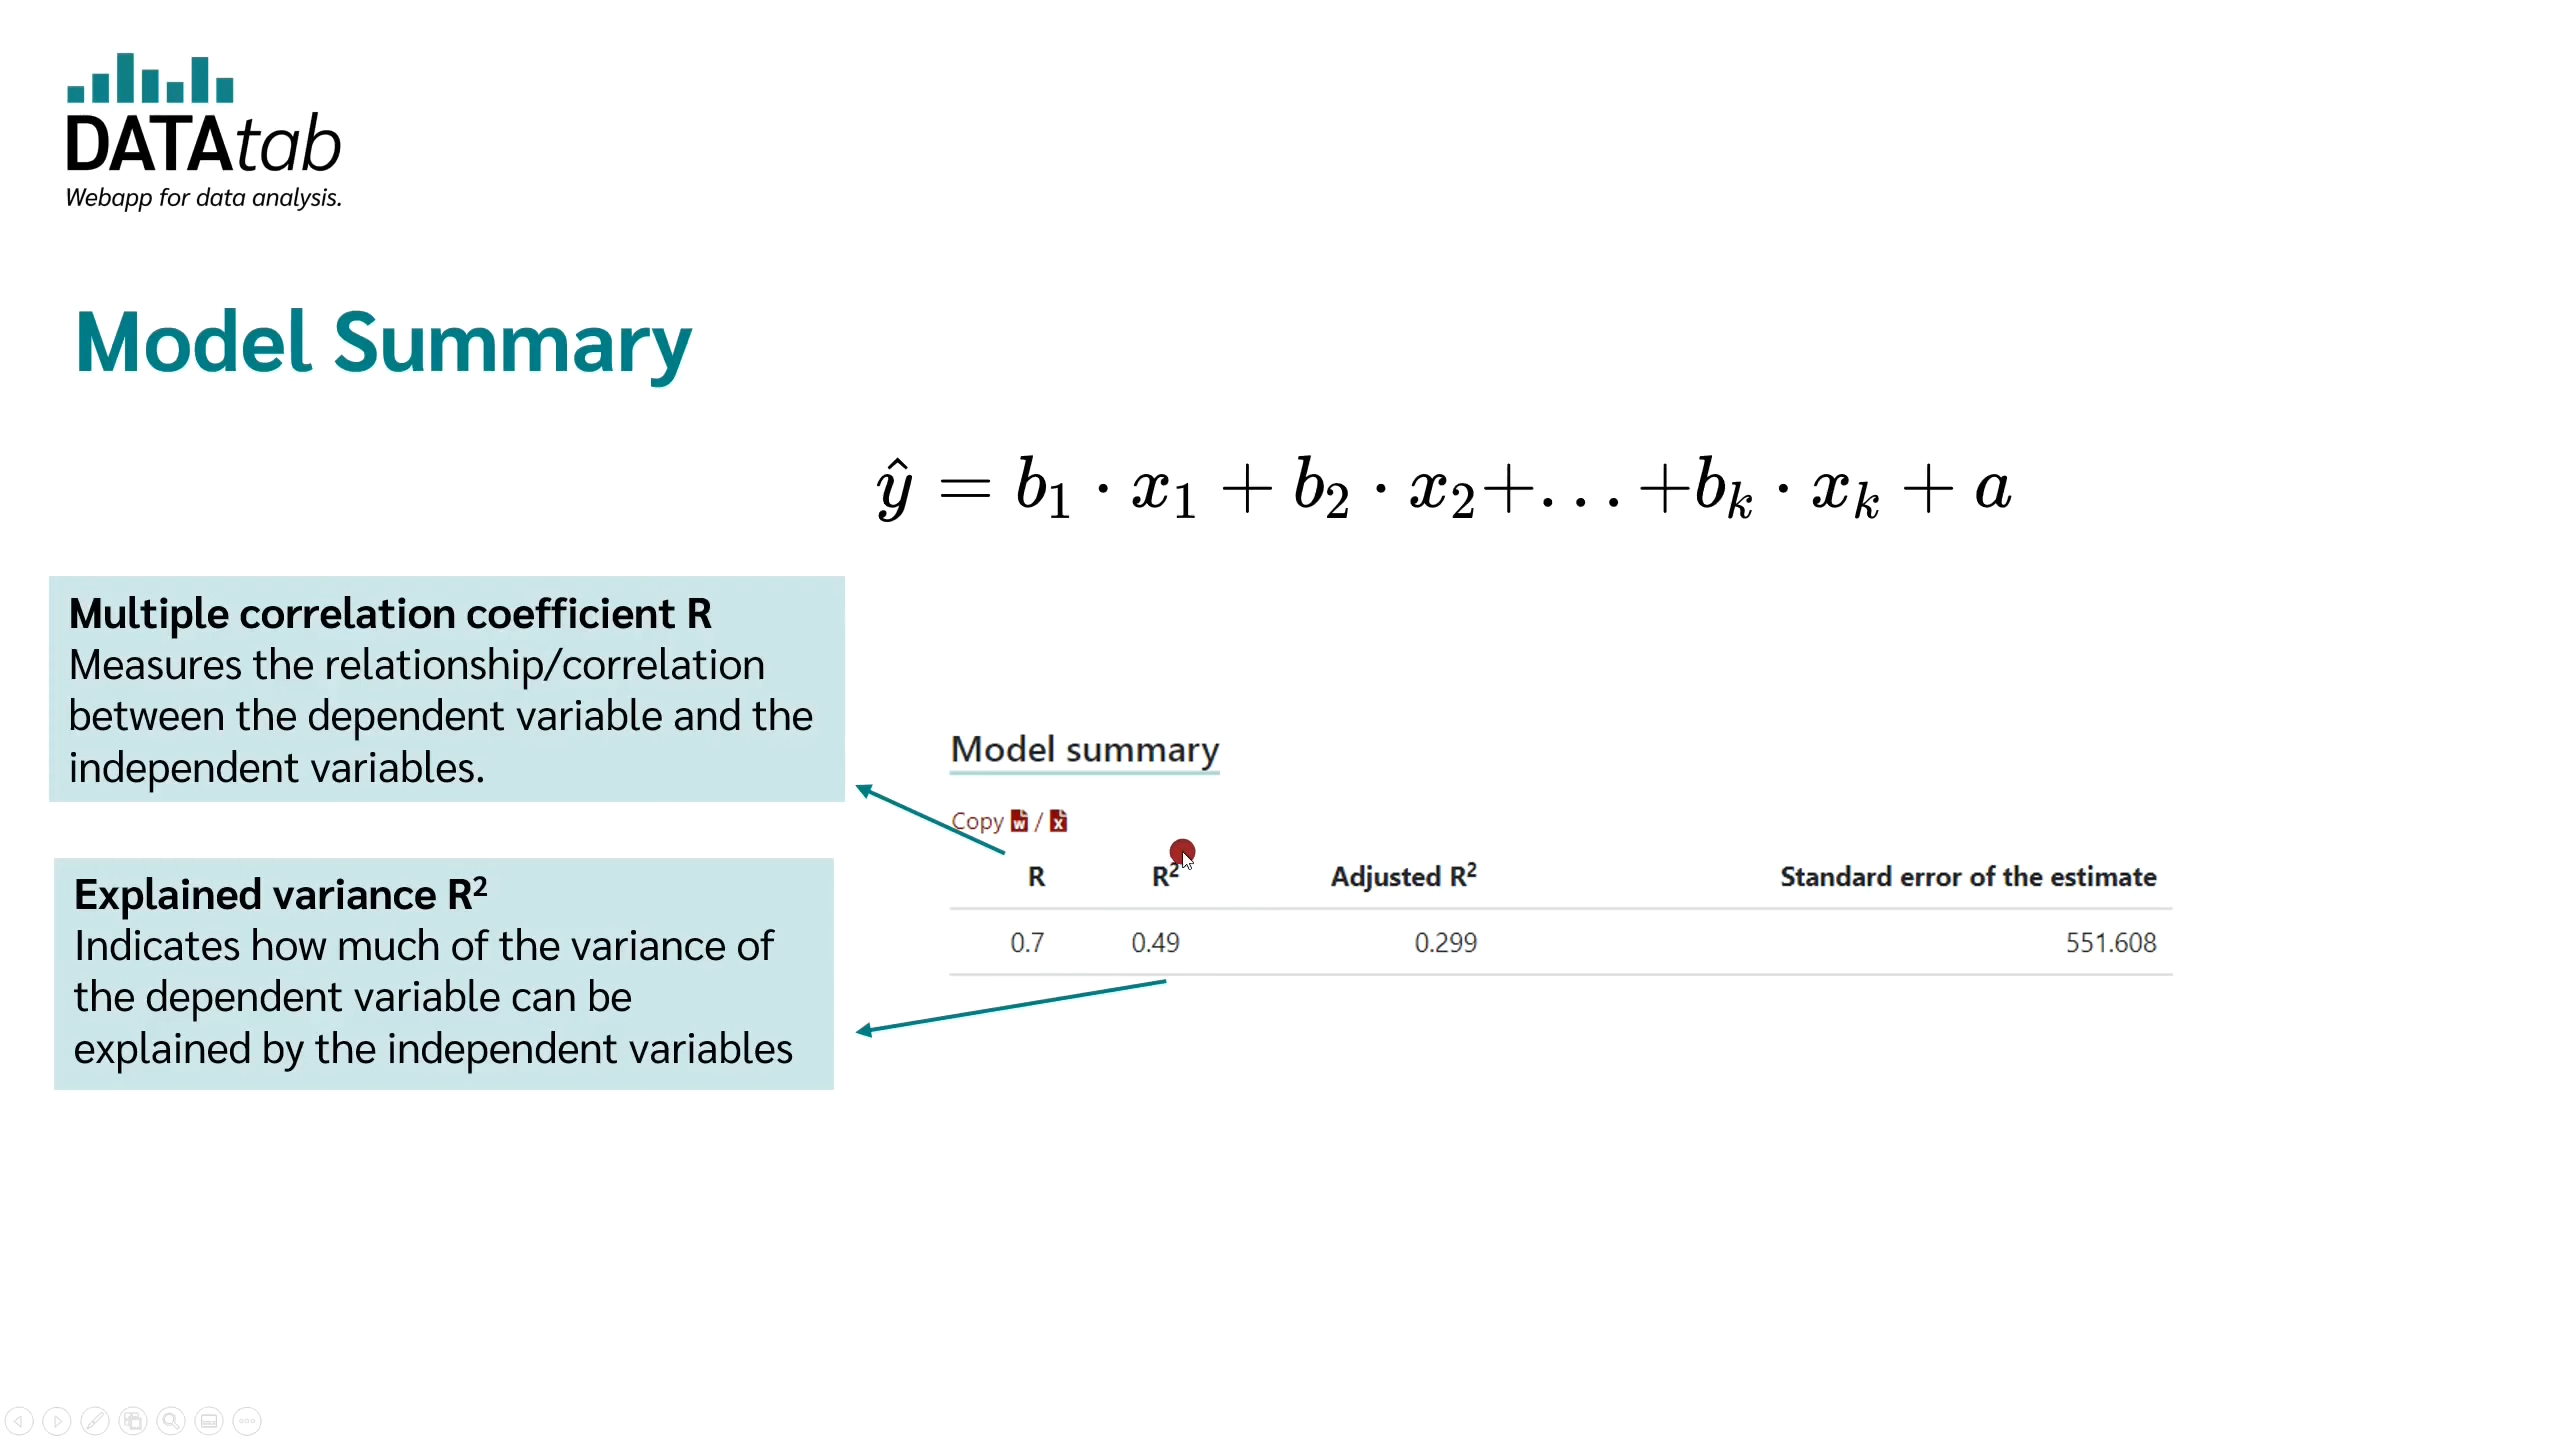 DATAtab
Webapp for data analysis.
Model Summary
ŷ = b₁ · x₁ + b₂ · x₂+. . . +bₖ · xₖ + a
Multiple correlation coefficient R
Measures the relationship/correlation
between the dependent variable and the
independent variables.
Explained variance R²
Indicates how much of the variance of
the dependent variable can be
explained by the independent variables
Model summary
Copy W / X
R R² Adjusted R² Standard error of the estimate
0.7 0.49 0.299 551.608